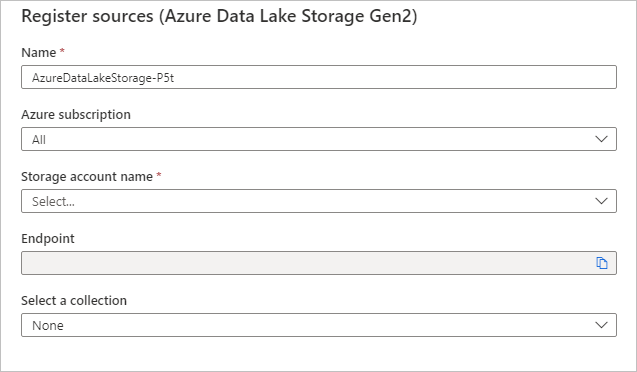 Register sources (Azure Data Lake Storage Gen2)
Name *
AzureDataLakeStorage-P5t
Azure subscription
All
Storage account name *
Select...
Endpoint
Select a collection
None